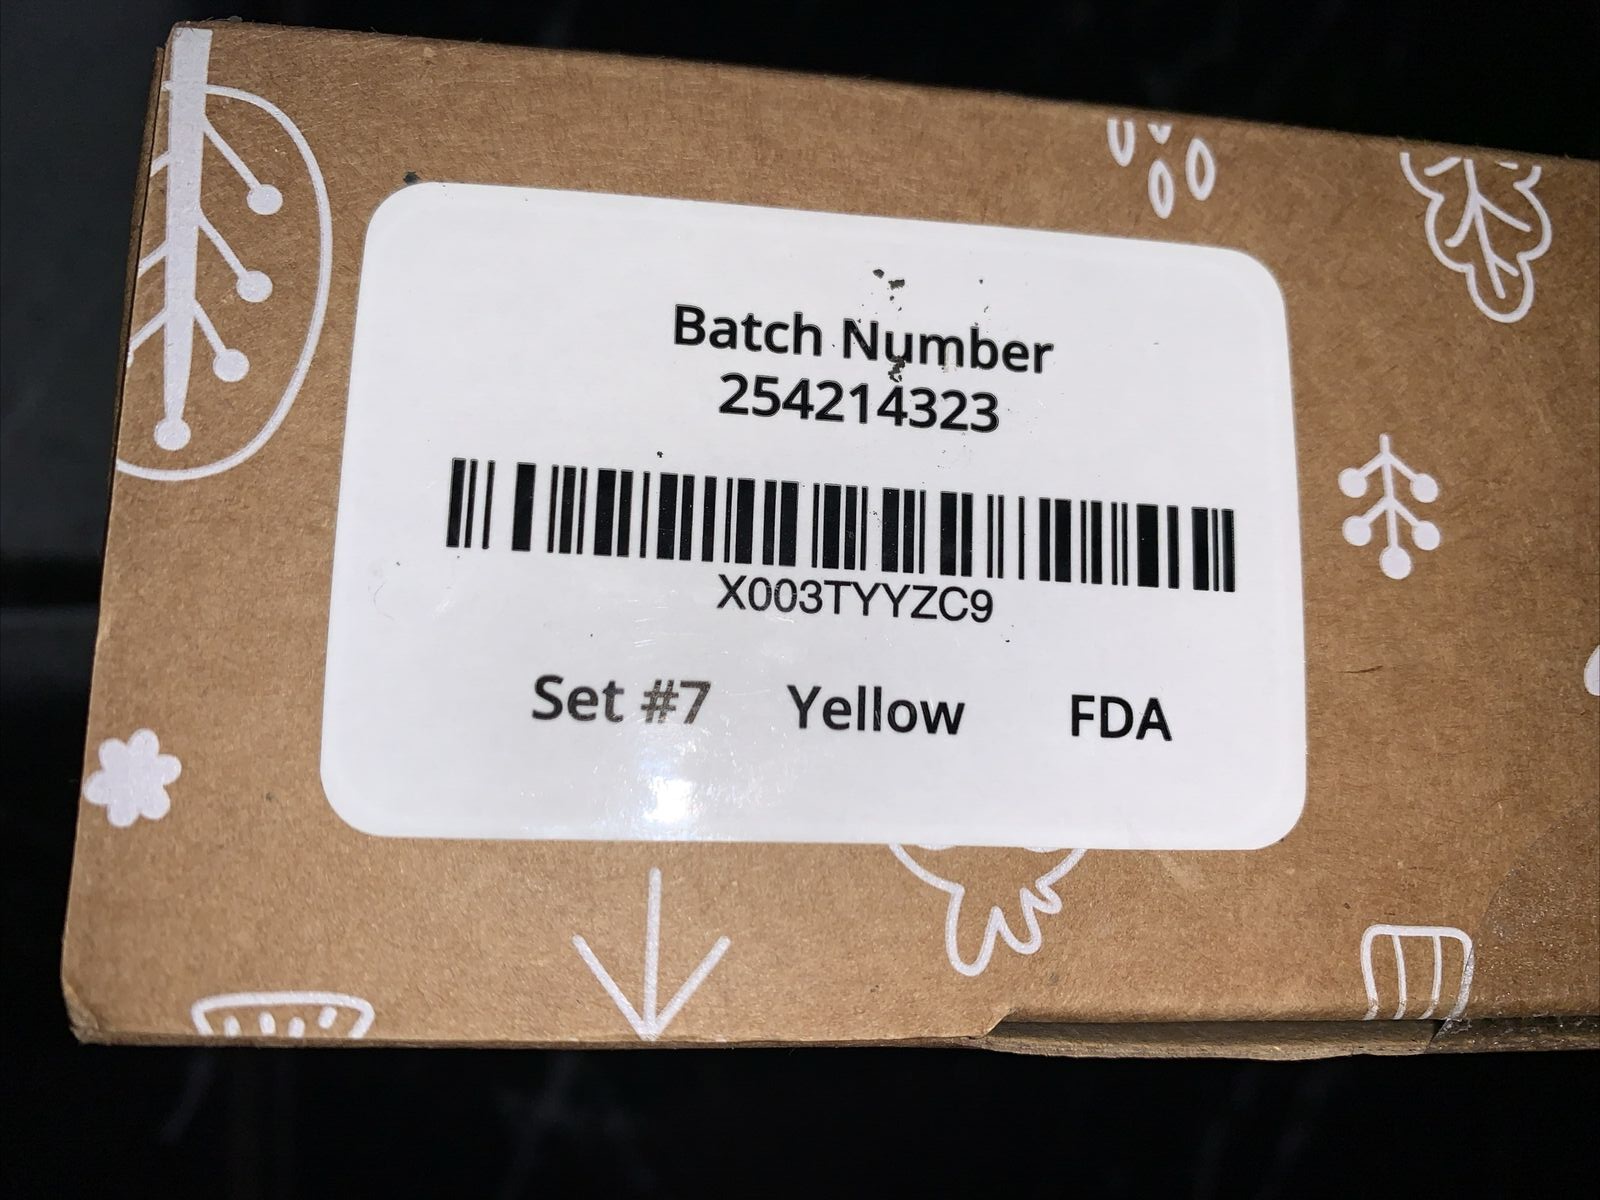 Batch Number
254214323
X003TYYZC9
Set #7 Yellow FDA